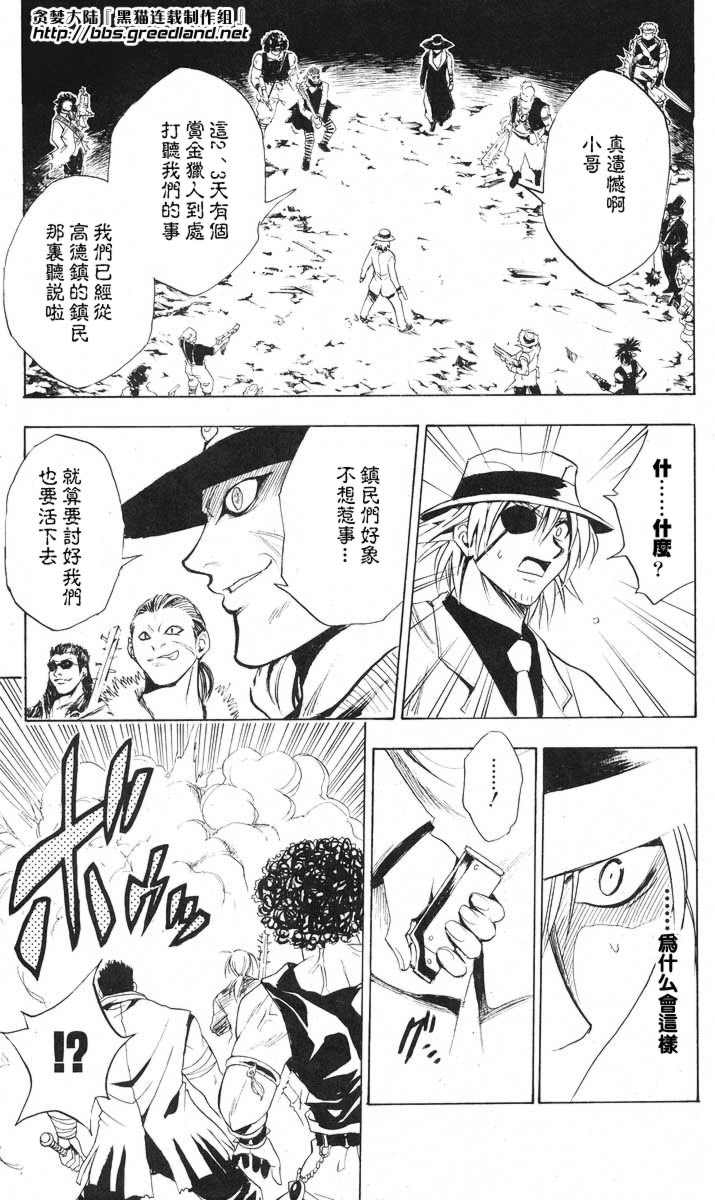 贪婪大陆『黑猫连载制作组』
http://bbs.greedland.net
真遺憾啊
小哥
這2、3天有個
賞金獵人到處
打聽我們的事
我們已經從
高德鎮的鎮民
那裏聽說啦
什……什麼?
鎮民們好象
不想惹事…
就算要討好我們
也要活下去
……爲什么會這樣
……!
ボウッ
!?